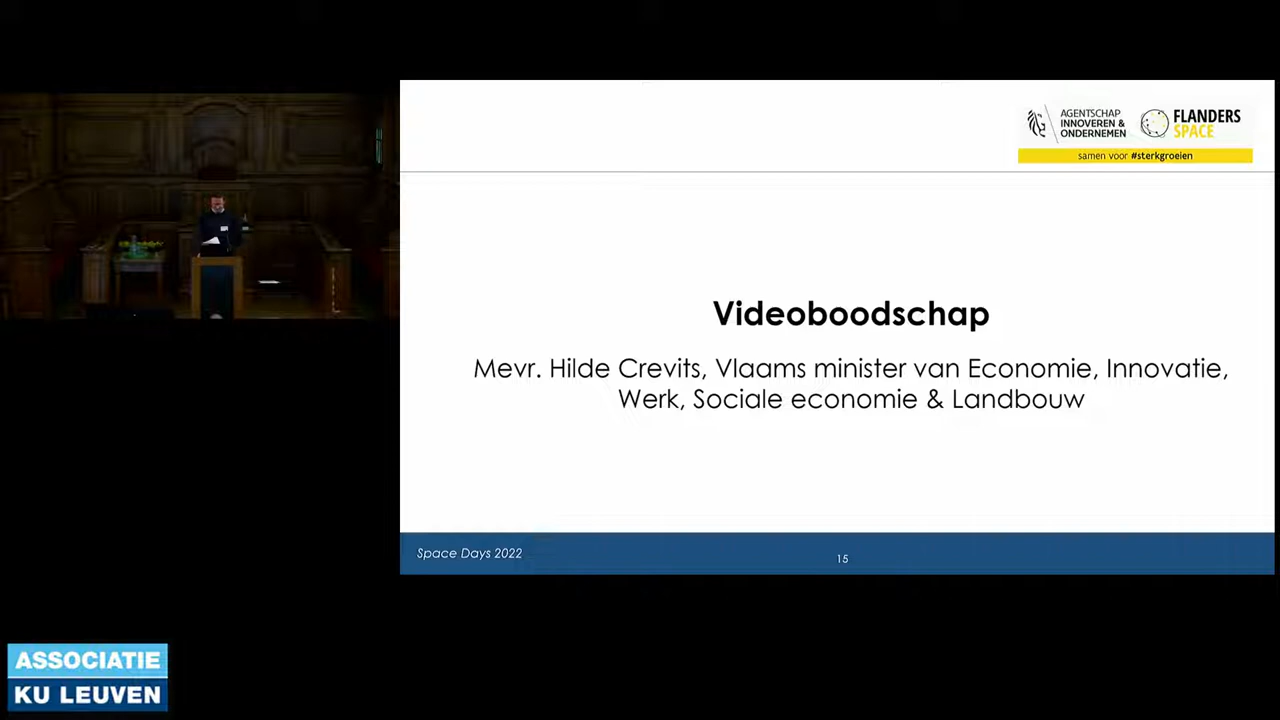 AGENTSCHAP
INNOVEREN &
ONDERNEMEN
FLANDERS
SPACE
samen voor #sterkgroeien
Videoboodschap
Mevr. Hilde Crevits, Vlaams minister van Economie, Innovatie,
Werk, Sociale economie & Landbouw
Space Days 2022
15
ASSOCIATIE
KU LEUVEN